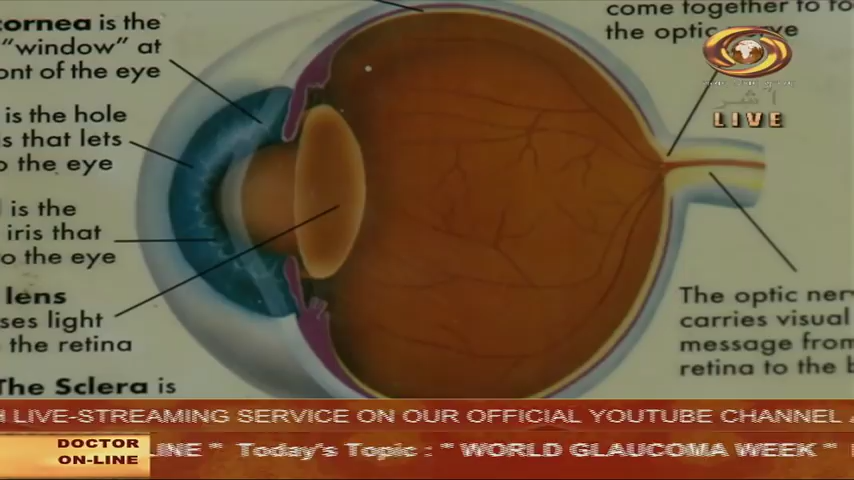 cornea is the
"window" at
ont of the eye
is the hole
s that lets
o the eye
is the
iris that
o the eye
lens
ses light
the retina
The Sclera is
come together to fo
the optic
LIVE
The optic ner
carries visual
message from
retina to the b
LIVE-STREAMING SERVICE ON OUR OFFICIAL YOUTUBE CHANNEL
DOCTOR
ON-LINE
LINE " Today's Topic : " WORLD GLAUCOMA WEEK "